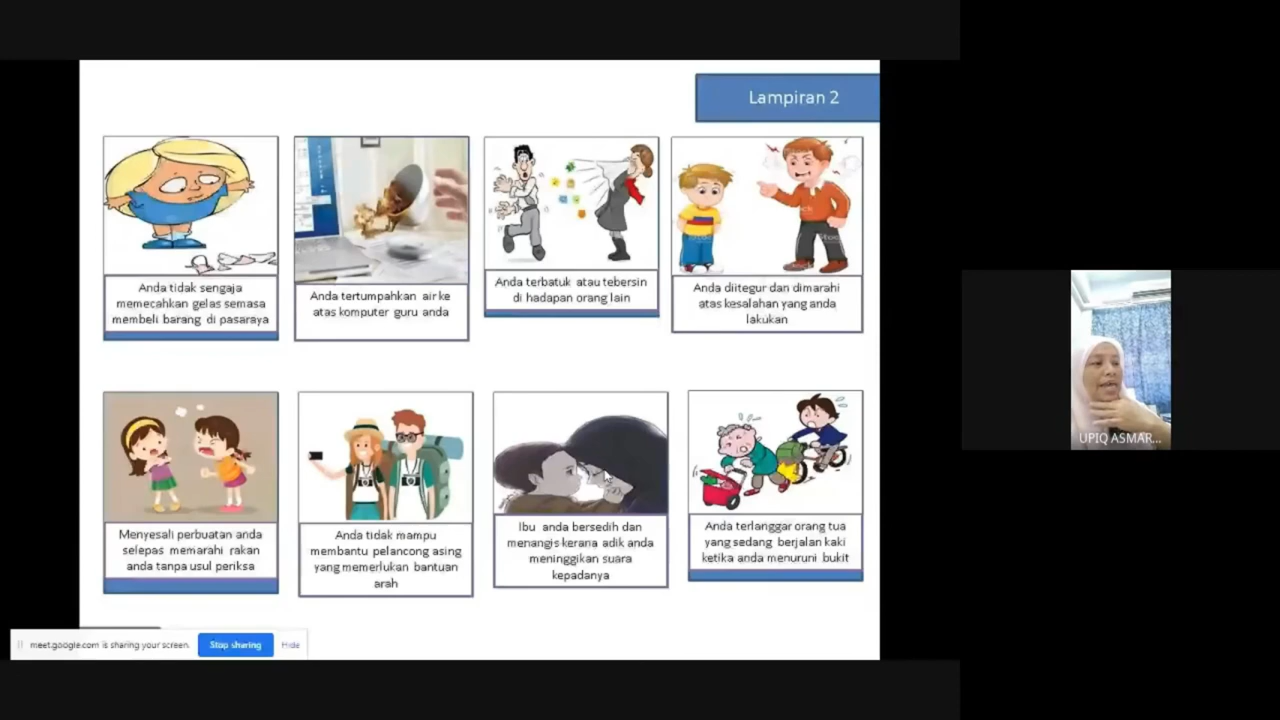 Lampiran 2
Anda tidak sengaja
memecahkan gelas semasa
membeli barang di pasaraya
Anda tertumpahkan air ke
atas komputer guru anda
Anda terbatuk atau tebersin
di hadapan orang lain
Anda diitegur dan dimarahi
atas kesalahan yang anda
lakukan
Menyesali perbuatan anda
selepas memarahi rakan
anda tanpa usul periksa
Anda tidak mampu
membantu pelancong asing
yang memerlukan bantuan
arah
Ibu anda bersedih dan
menangis kerana adik anda
meninggikan suara
kepadanya
Anda terlanggar orang tua
yang sedang berjalan kaki
ketika anda menuruni bukit
UPIQ ASMAR...
meet.google.com is sharing your screen.
Stop sharing
Hide